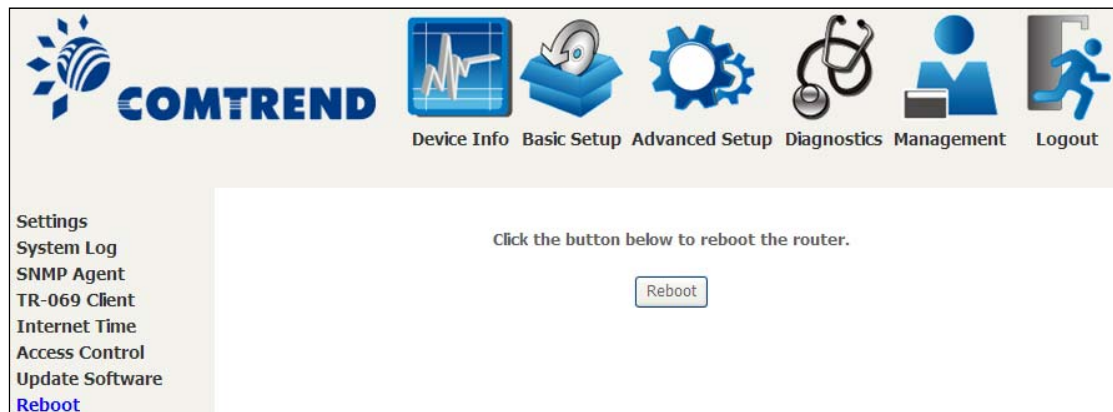 COMTREND
Device Info Basic Setup Advanced Setup Diagnostics Management Logout
Settings
System Log
SNMP Agent
TR-069 Client
Internet Time
Access Control
Update Software
Reboot
Click the button below to reboot the router.
Reboot